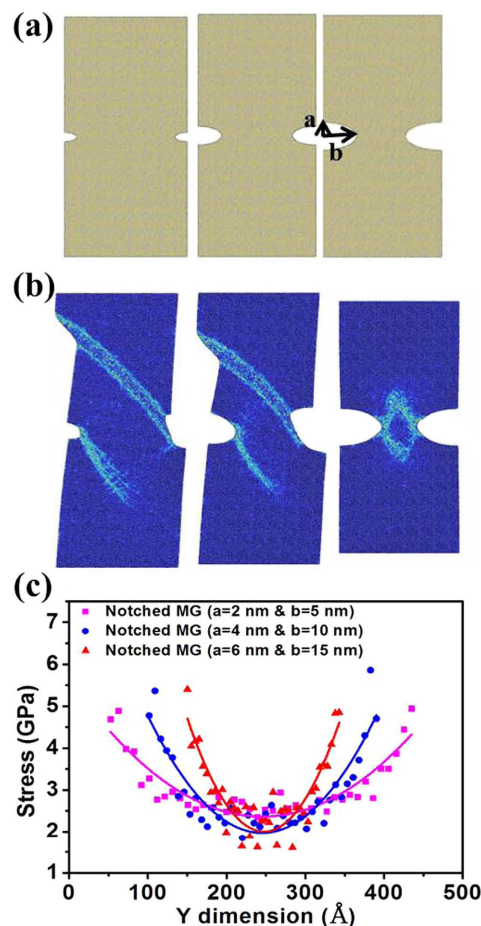 (a)
a
b
(b)
(c)
Notched MG (a=2 nm & b=5 nm)
Notched MG (a=4 nm & b=10 nm)
Notched MG (a=6 nm & b=15 nm)
Stress (GPa)
7
6
5
4
3
2
1
0 100 200 300 400 500
Y dimension (Å)